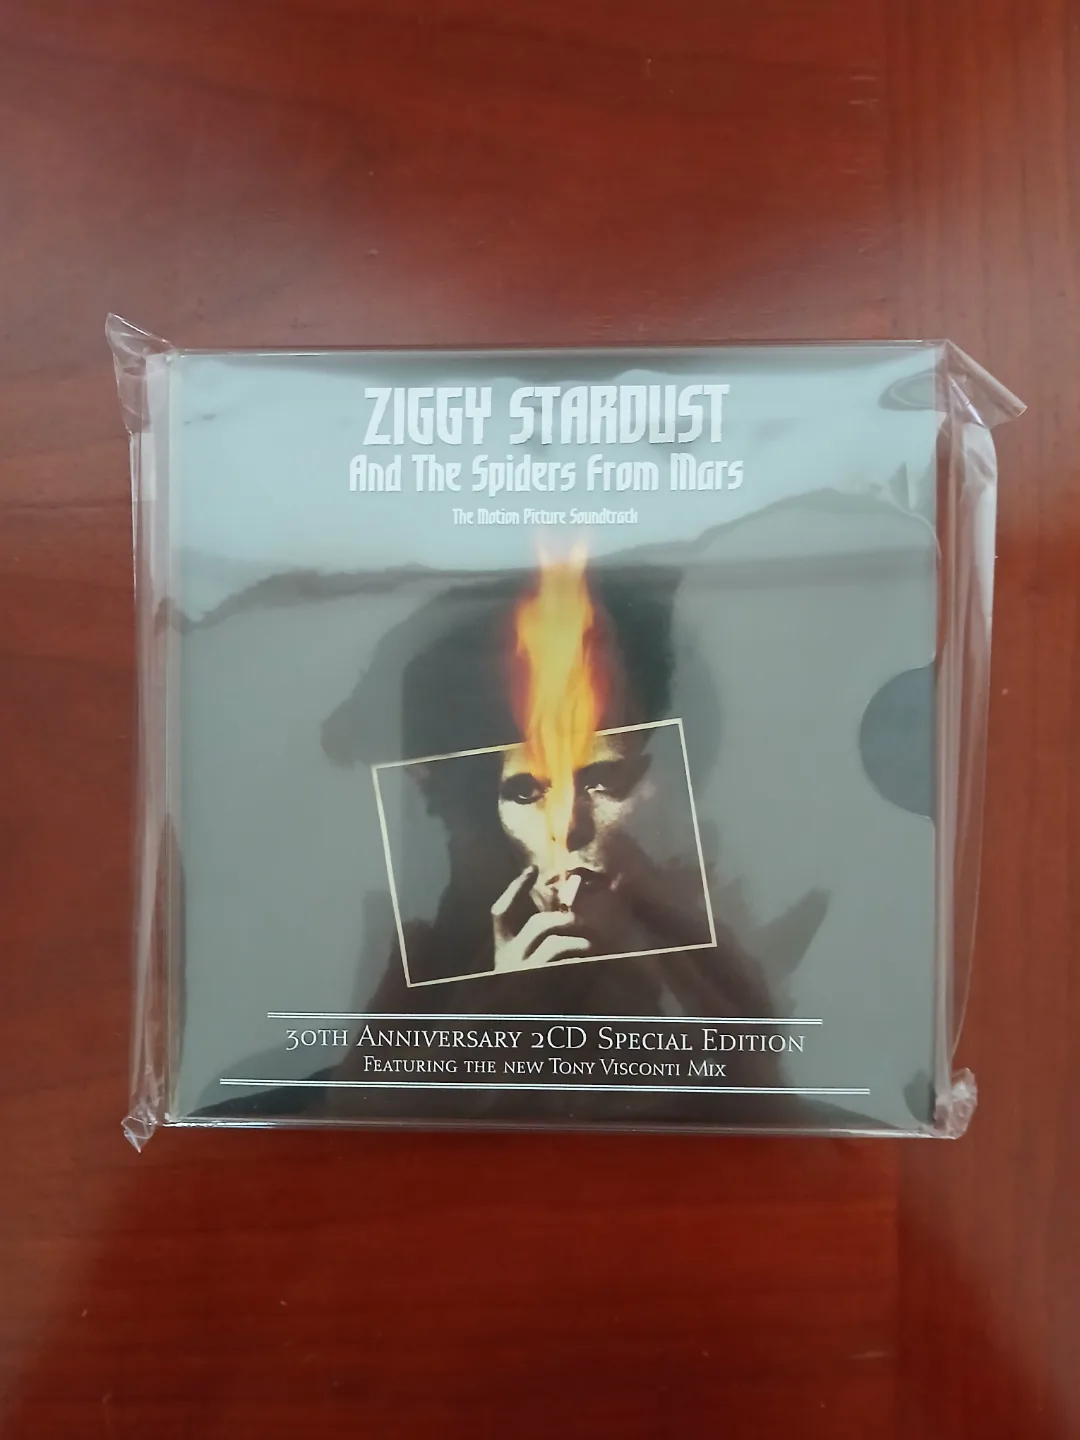 ZIGGY STARDUST
And The Spiders From Mars
The Motion Picture Soundtrack
30TH ANNIVERSARY 2CD SPECIAL EDITION
FEATURING THE NEW TONY VISCONTI MIX